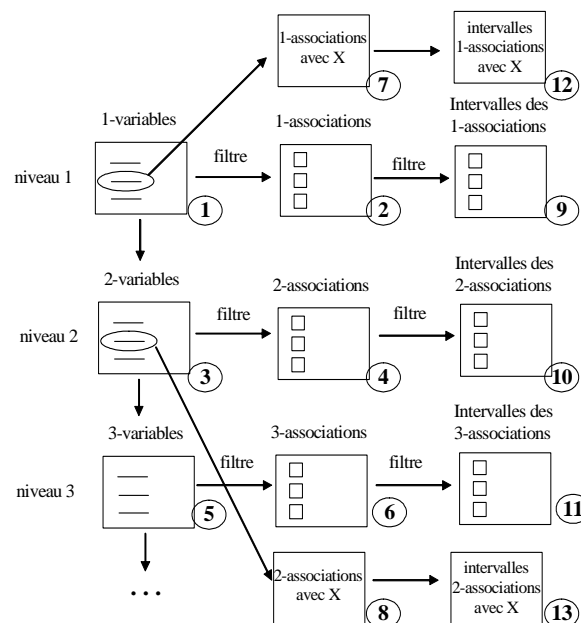 1-associations
avec X
7
intervalles
1-associations
avec X
12
1-variables
1-associations
Intervalles des
1-associations
niveau 1
filtre
filtre
1
2
9
2-variables
2-associations
Intervalles des
2-associations
niveau 2
filtre
filtre
3
4
10
3-variables
3-associations
Intervalles des
3-associations
niveau 3
filtre
filtre
5
6
11
...
2-associations
avec X
8
intervalles
2-associations
avec X
13